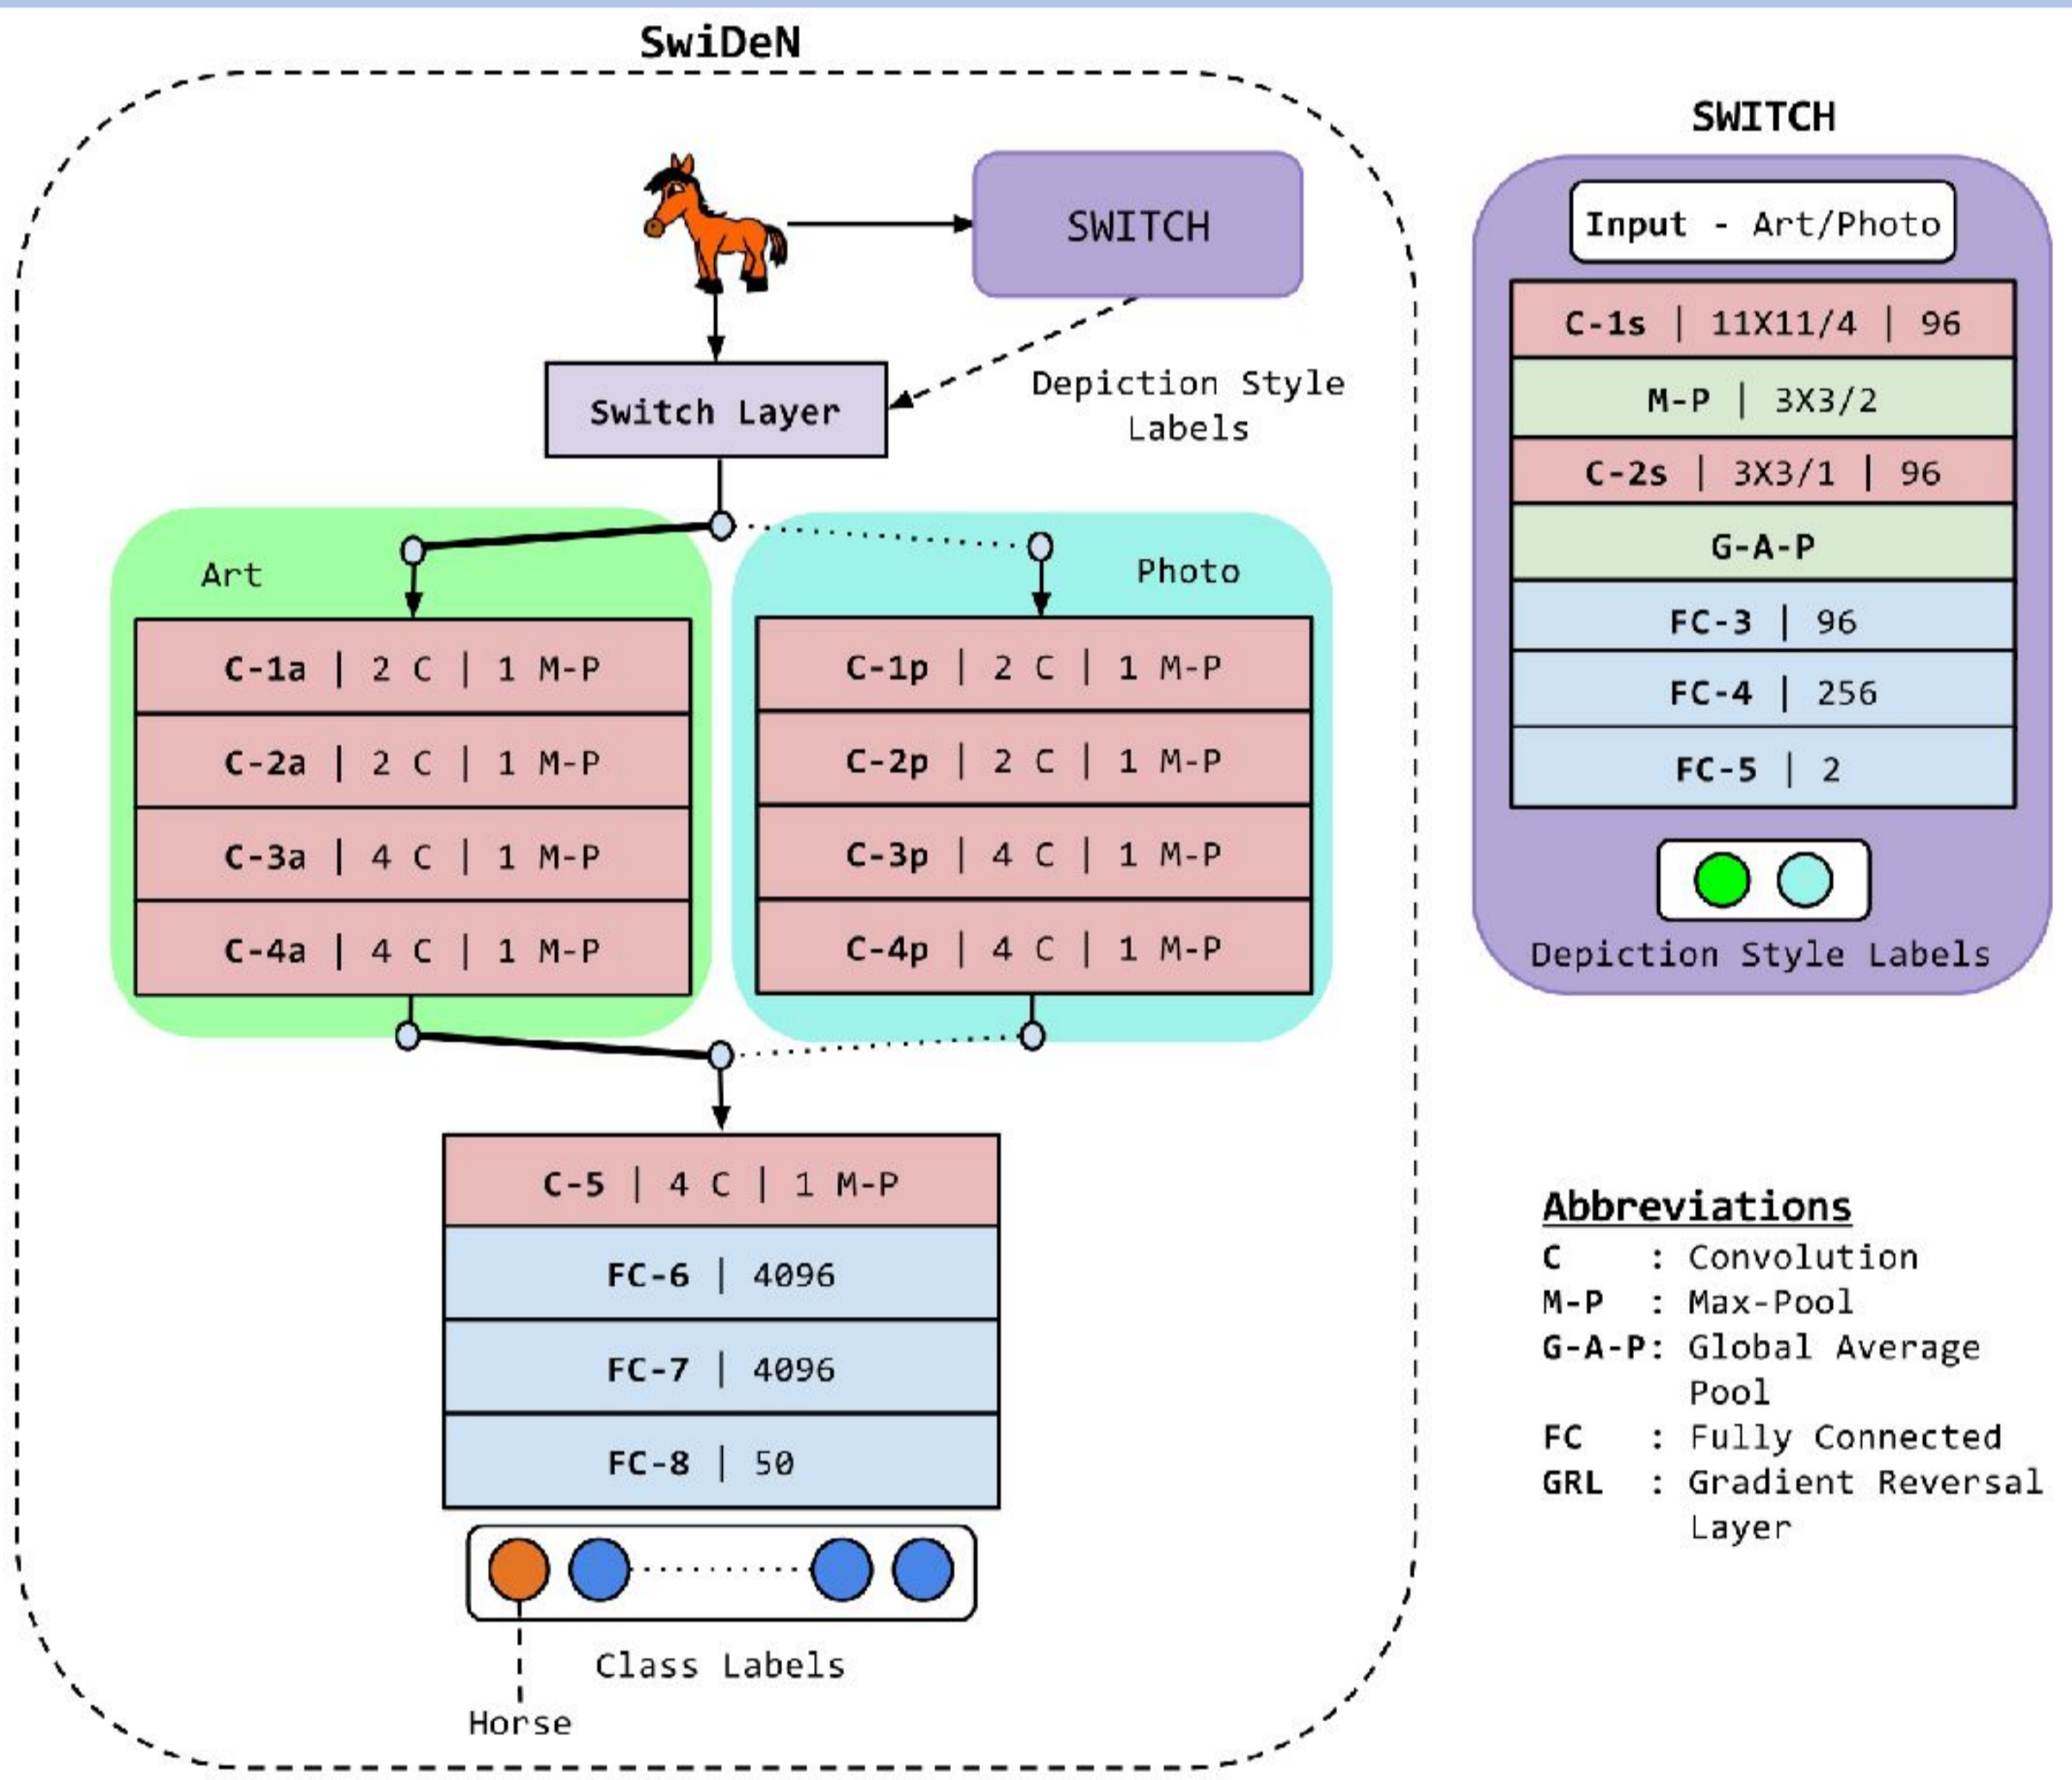 SwiDeN
SWITCH
Switch Layer
Depiction Style
Labels
Art
C-1a | 2 C | 1 M-P
C-2a | 2 C | 1 M-P
C-3a | 4 C | 1 M-P
C-4a | 4 C | 1 M-P
Photo
C-1p | 2 C | 1 M-P
C-2p | 2 C | 1 M-P
C-3p | 4 C | 1 M-P
C-4p | 4 C | 1 M-P
C-5 | 4 C | 1 M-P
FC-6 | 4096
FC-7 | 4096
FC-8 | 50
Class Labels
Horse
SWITCH
Input - Art/Photo
C-1s | 11X11/4 | 96
M-P | 3X3/2
C-2s | 3X3/1 | 96
G-A-P
FC-3 | 96
FC-4 | 256
FC-5 | 2
Depiction Style Labels
Abbreviations
C : Convolution
M-P : Max-Pool
G-A-P: Global Average
Pool
FC : Fully Connected
GRL : Gradient Reversal
Layer